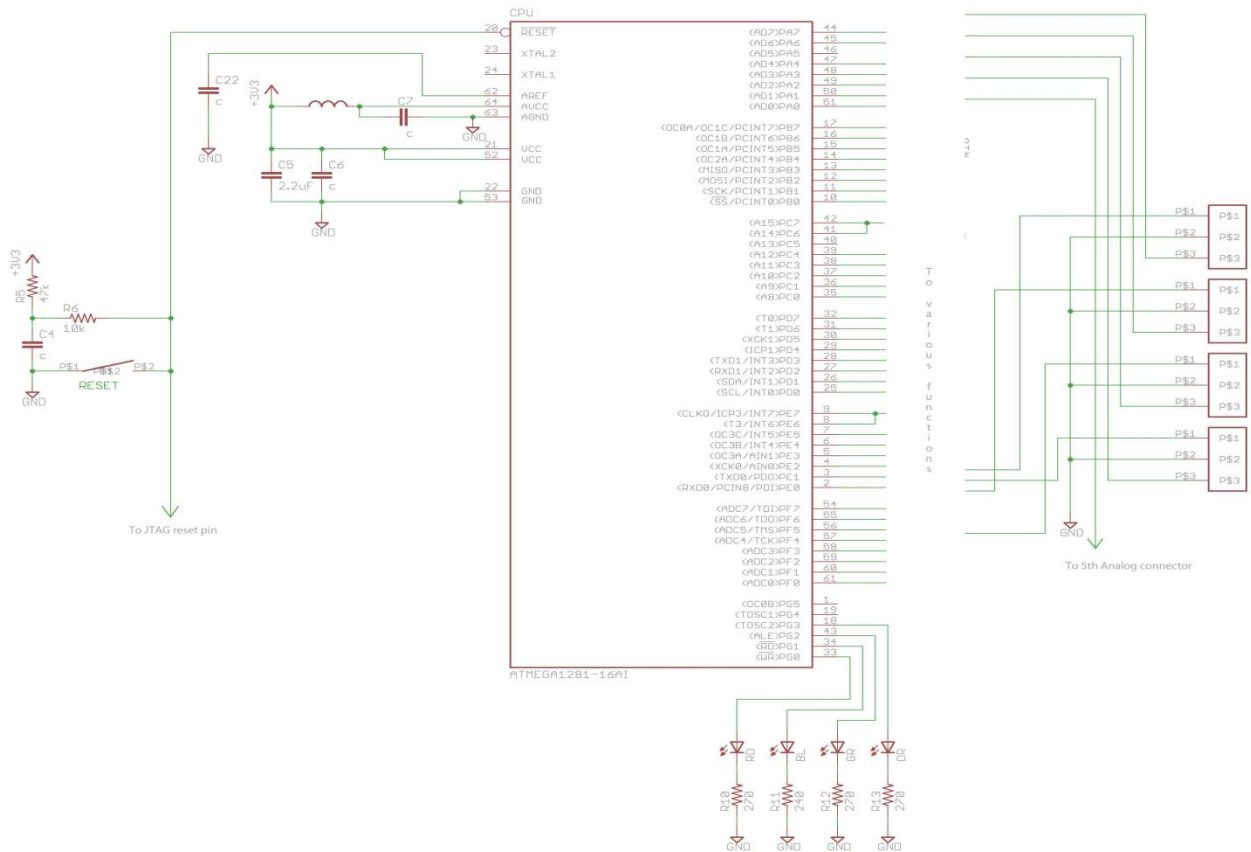 CPU
20 RESET
23 XTAL2
24 XTAL1
62 AREF
64 AVCC
63 AGND
21 VCC
52 VCC
22 GND
53 GND
C22
c
GND
+3V3
C7
c
GND
C5
2.2uF
C6
c
GND
+3V3
R5
47k
R6
10k
C4
c
P$1 P$2
RESET
GND
To JTAG reset pin
(AD7)PA7 44
(AD6)PA6 45
(AD5)PA5 46
(AD4)PA4 47
(AD3)PA3 48
(AD2)PA2 49
(AD1)PA1 50
(AD0)PA0 51
(OC0A/OC1C/PCINT7)PB7 17
(OC1B/PCINT6)PB6 16
(OC1A/PCINT5)PB5 15
(OC2A/PCINT4)PB4 14
(MISO/PCINT3)PB3 13
(MOSI/PCINT2)PB2 12
(SCK/PCINT1)PB1 11
(SS/PCINT0)PB0 10
(A15)PC7 42
(A14)PC6 41
(A13)PC5 40
(A12)PC4 39
(A11)PC3 38
(A10)PC2 37
(A9)PC1 36
(A8)PC0 35
(T0)PD7 32
(T1)PD6 31
(XCK1)PD5 30
(ICP1)PD4 29
(TXD1/INT3)PD3 28
(RXD1/INT2)PD2 27
(SDA/INT1)PD1 26
(SCL/INT0)PD0 25
(CLKO/ICP3/INT7)PE7 9
(T3/INT6)PE6 8
(OC3C/INT5)PE5 7
(OC3B/INT4)PE4 6
(OC3A/AIN1)PE3 5
(XCK0/AIN0)PE2 4
(TXD0/PDO)PE1 3
(RXD0/PCIN8/PDI)PE0 2
(ADC7/TDI)PF7 54
(ADC6/TDO)PF6 55
(ADC5/TMS)PF5 56
(ADC4/TCK)PF4 57
(ADC3)PF3 58
(ADC2)PF2 59
(ADC1)PF1 60
(ADC0)PF0 61
(OC0B)PG5 1
(TOSC1)PG4 19
(TOSC2)PG3 18
(ALE)PG2 43
(RD)PG1 34
(WR)PG0 33
ATMEGA1281-16AI
To various functions
P$1 P$1
P$2 P$2
P$3 P$3
P$1 P$1
P$2 P$2
P$3 P$3
P$1 P$1
P$2 P$2
P$3 P$3
P$1 P$1
P$2 P$2
P$3 P$3
GND
To 5th Analog connector
RD
BL
GR
OR
R10
270
R11
240
R12
270
R13
270
GND
GND
GND
GND